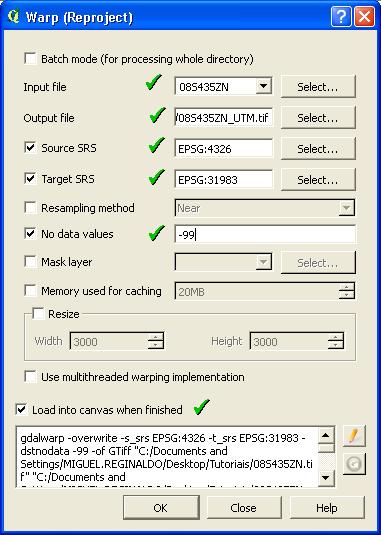 Warp (Reproject)
Batch mode (for processing whole directory)
Input file 08S435ZN Select...
Output file /08S435ZN_UTM.tif Select...
Source SRS EPSG:4326 Select...
Target SRS EPSG:31983 Select...
Resampling method Near
No data values -99
Mask layer Select...
Memory used for caching 20MB
Resize
Width 3000 Height 3000
Use multithreaded warping implementation
Load into canvas when finished
gdalwarp -overwrite -s_srs EPSG:4326 -t_srs EPSG:31983 -
dstnodata -99 -of GTiff "C:/Documents and
Settings/MIGUEL.REGINALDO/Desktop/Tutoriais/08S435ZN.ti
f" "C:/Documents and
OK Close Help